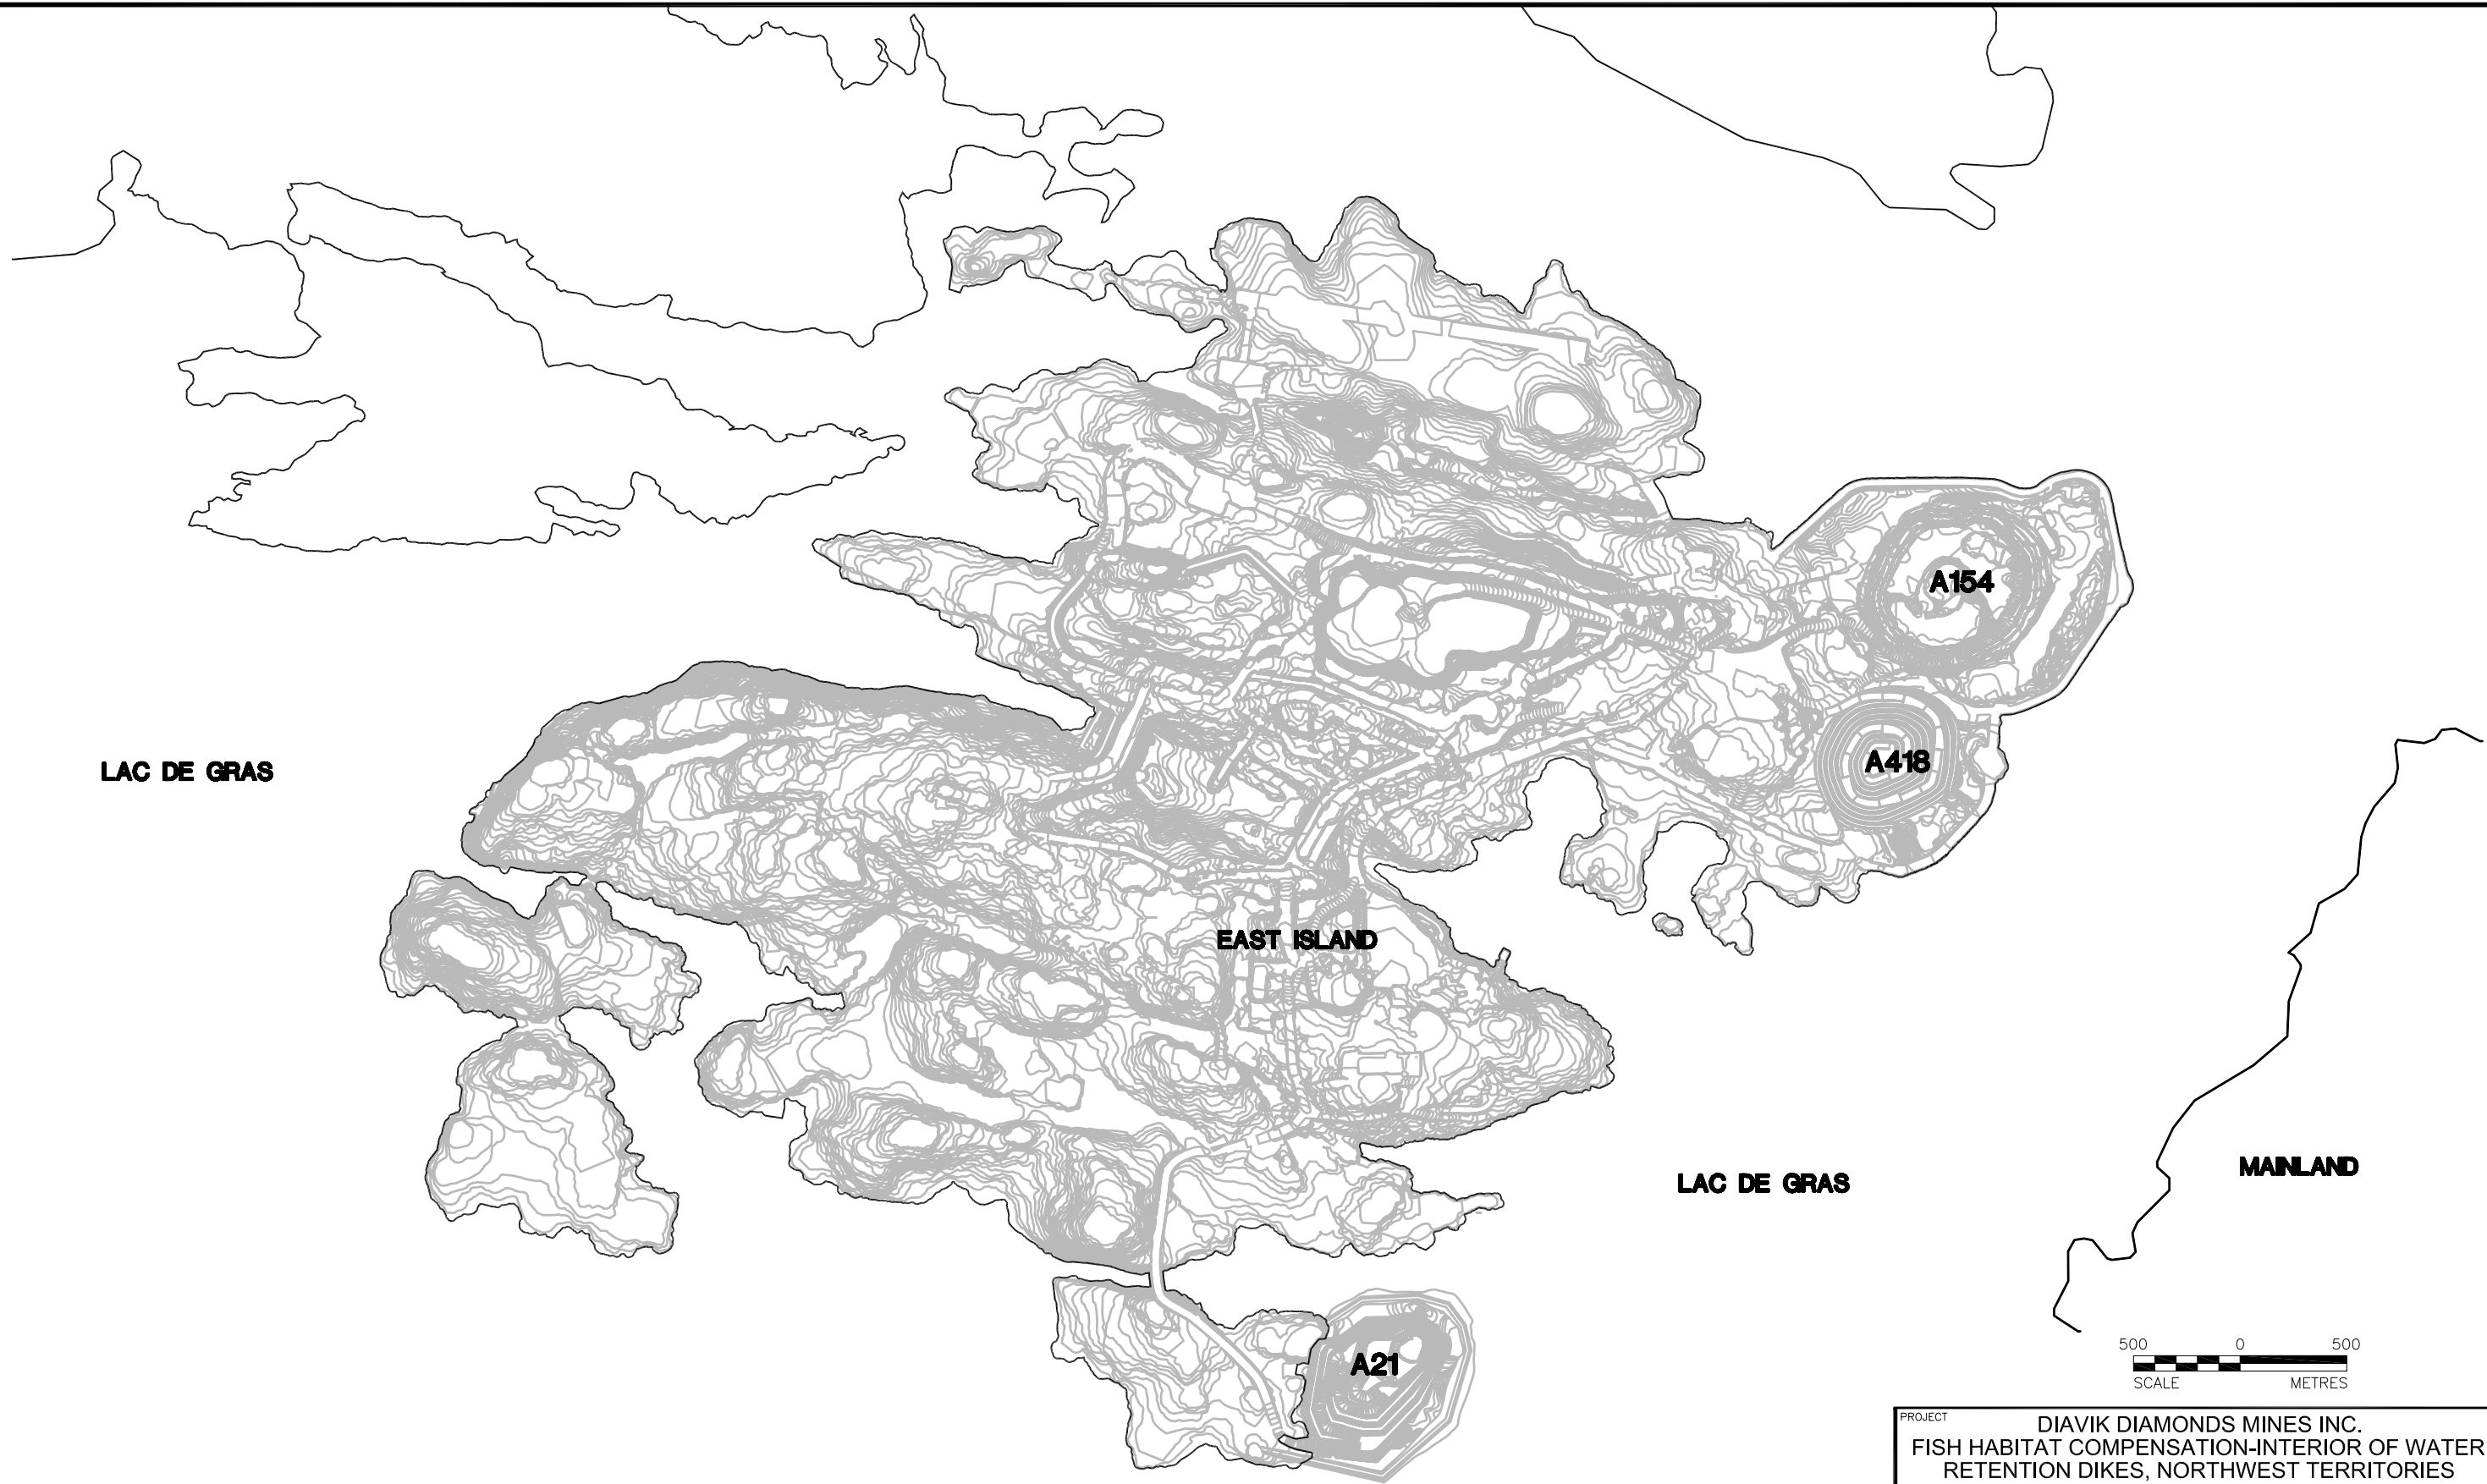 A154
A418
LAC DE GRAS
EAST ISLAND
MAINLAND
LAC DE GRAS
A21
500 0 500
SCALE METRES
PROJECT
DIAVIK DIAMONDS MINES INC.
FISH HABITAT COMPENSATION-INTERIOR OF WATER
RETENTION DIKES, NORTHWEST TERRITORIES